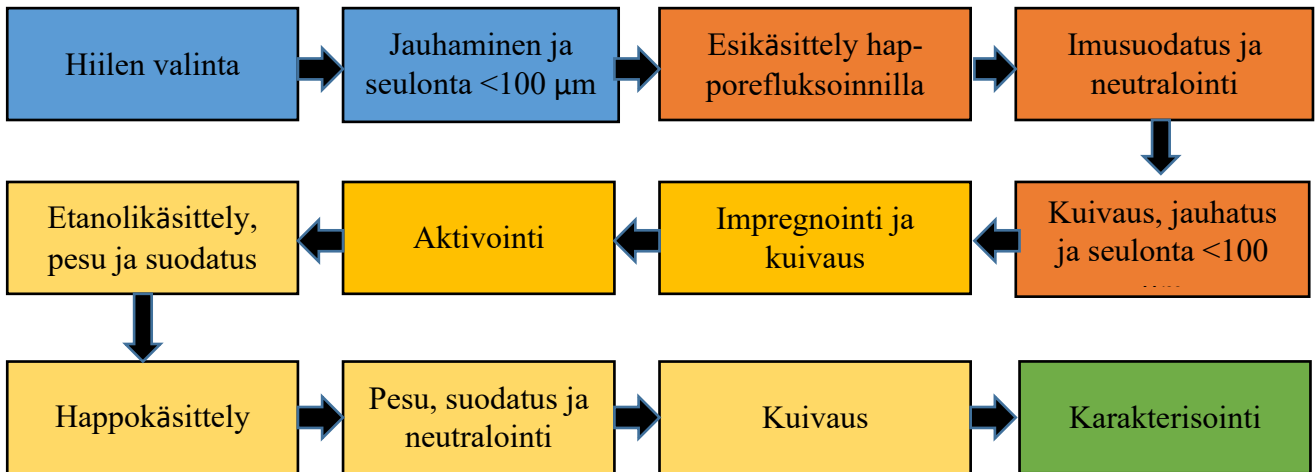 Hiilen valinta
Jauhaminen ja
seulonta <100 µm
Esikäsittely hap-
porefluksoinnilla
Imusuodatus ja
neutralointi
Kuivaus, jauhatus
ja seulonta <100
Impregnointi ja
kuivaus
Aktivointi
Etanolikäsittely,
pesu ja suodatus
Happokäsittely
Pesu, suodatus ja
neutralointi
Kuivaus
Karakterisointi